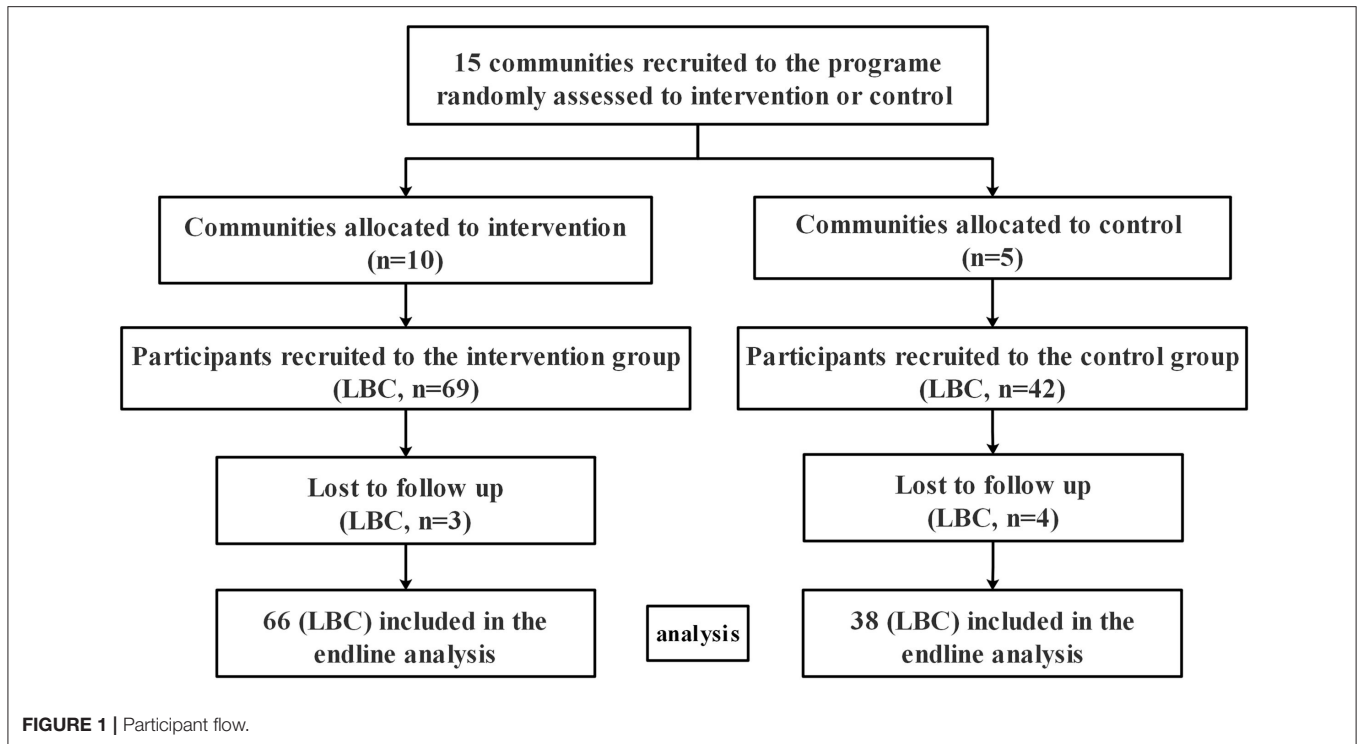 15 communities recruited to the programe
randomly assessed to intervention or control
Communities allocated to intervention
(n=10)
Communities allocated to control
(n=5)
Participants recruited to the intervention group
(LBC, n=69)
Participants recruited to the control group
(LBC, n=42)
Lost to follow up
(LBC, n=3)
Lost to follow up
(LBC, n=4)
66 (LBC) included in the
endline analysis
analysis
38 (LBC) included in the
endline analysis
FIGURE 1 | Participant flow.